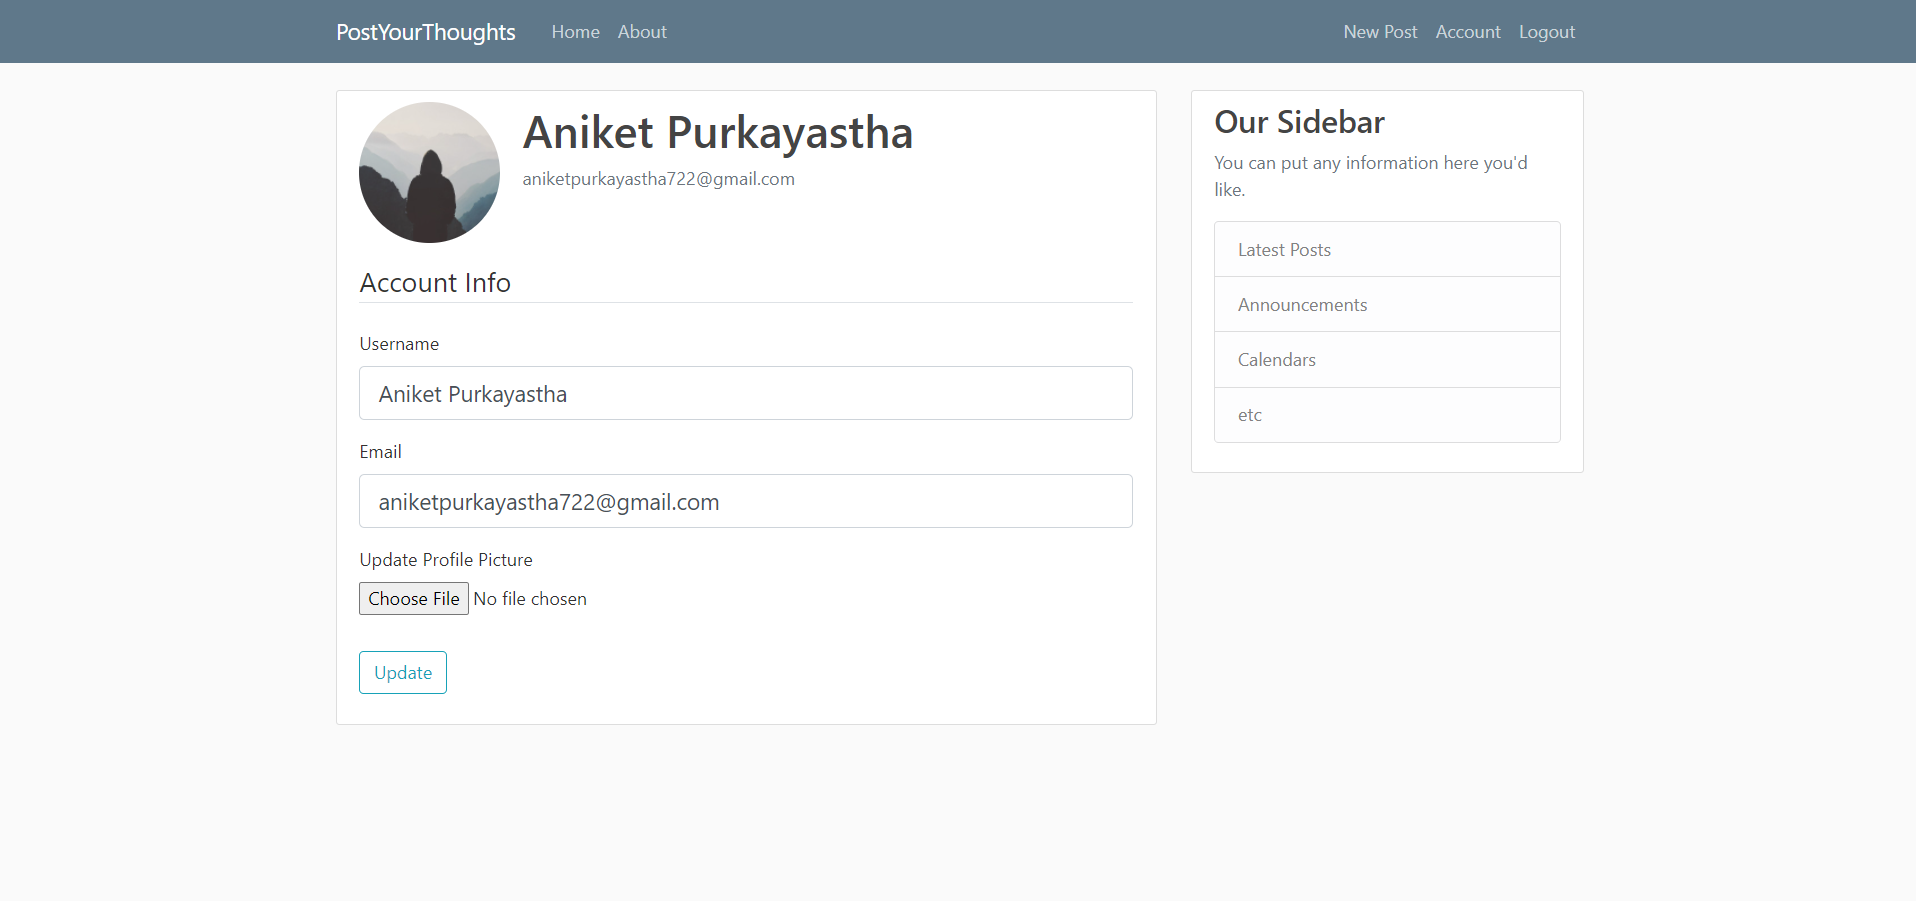 PostYourThoughts Home About New Post Account Logout
Aniket Purkayastha
aniketpurkayastha722@gmail.com
Account Info
Username
Aniket Purkayastha
Email
aniketpurkayastha722@gmail.com
Update Profile Picture
Choose File No file chosen
Update
Our Sidebar
You can put any information here you'd
like.
Latest Posts
Announcements
Calendars
etc